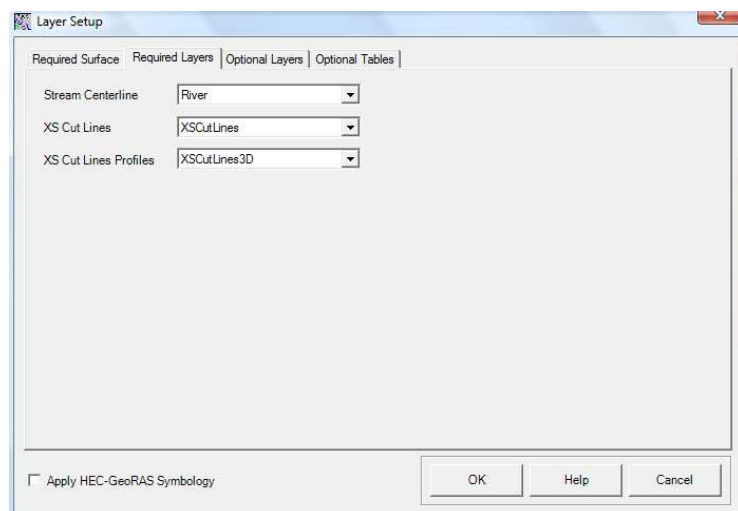 Layer Setup
Required Surface Required Layers Optional Layers Optional Tables
Stream Centerline River
XS Cut Lines XSCutLines
XS Cut Lines Profiles XSCutLines3D
Apply HEC-GeoRAS Symbology OK Help Cancel